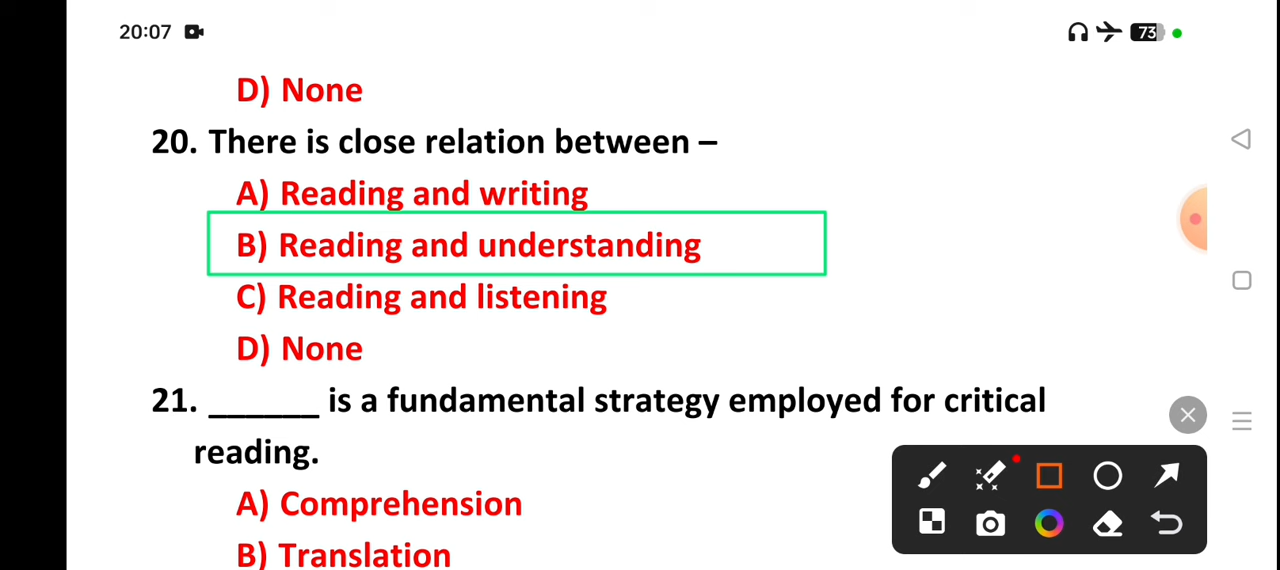 20:07
73
D) None
20. There is close relation between –
A) Reading and writing
B) Reading and understanding
C) Reading and listening
D) None
21. ______ is a fundamental strategy employed for critical
reading.
A) Comprehension
B) Translation